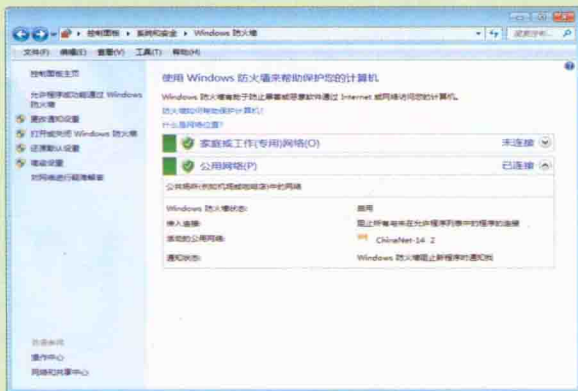 控制面板 ▸ 系统和安全 ▸ Windows 防火墙
文件(F) 编辑(E) 查看(V) 工具(T) 帮助(H)
控制面板主页
允许程序或功能通过 Windows
防火墙
更改通知设置
打开或关闭 Windows 防火墙
还原默认设置
高级设置
对网络进行疑难解答
另请参阅
操作中心
网络和共享中心
使用 Windows 防火墙来帮助保护您的计算机
Windows 防火墙有助于防止黑客或恶意软件通过 Internet 或网络访问您的计算机。
防火墙如何帮助保护计算机?
什么是网络位置?
家庭或工作(专用)网络(O) 未连接
公用网络(P) 已连接
公共场所(例如机场或咖啡店)中的网络
Windows 防火墙状态: 启用
传入连接: 阻止所有与未在允许程序列表中的程序的连接
活动的公用网络: ChinaNet-14 2
通知状态: Windows 防火墙阻止新程序时通知我